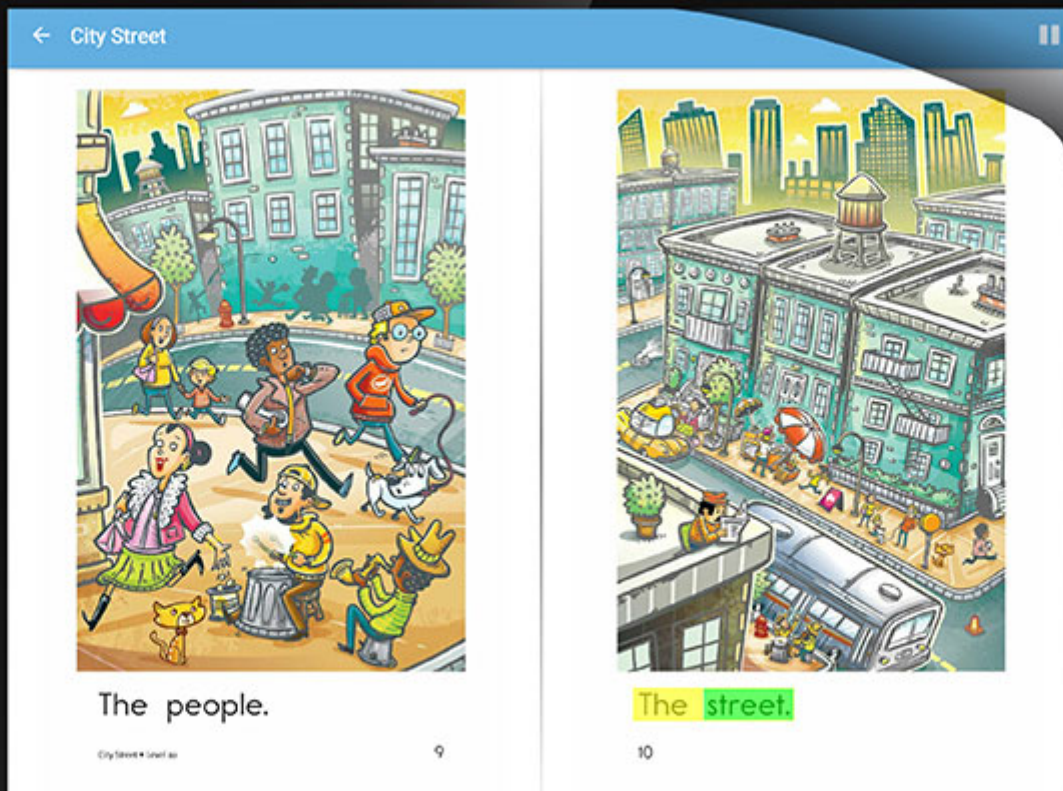 City Street
The people.
City Street • Level aa
9
The street.
10